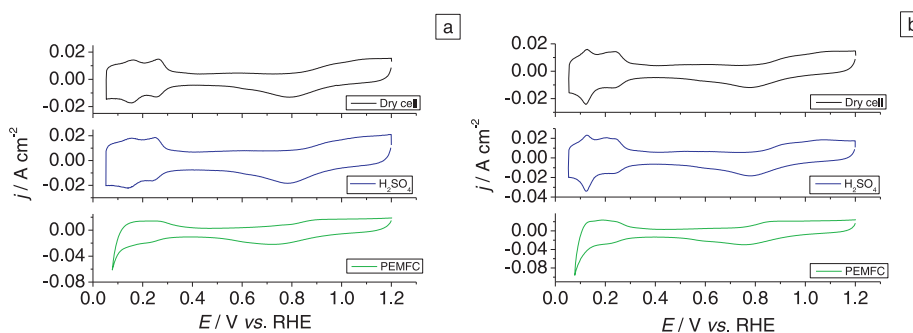 a
0.02
0.00
-0.02
Dry cell
0.02
0.00
-0.02
H₂SO₄
0.00
-0.04
-0.08
PEMFC
0.0 0.2 0.4 0.6 0.8 1.0 1.2
j / A cm⁻²
E / V vs. RHE
b
0.02
0.00
-0.02
Dry cell
0.02
0.00
-0.02
-0.04
H₂SO₄
0.00
-0.04
-0.08
PEMFC
0.0 0.2 0.4 0.6 0.8 1.0 1.2
j / A cm⁻²
E / V vs. RHE